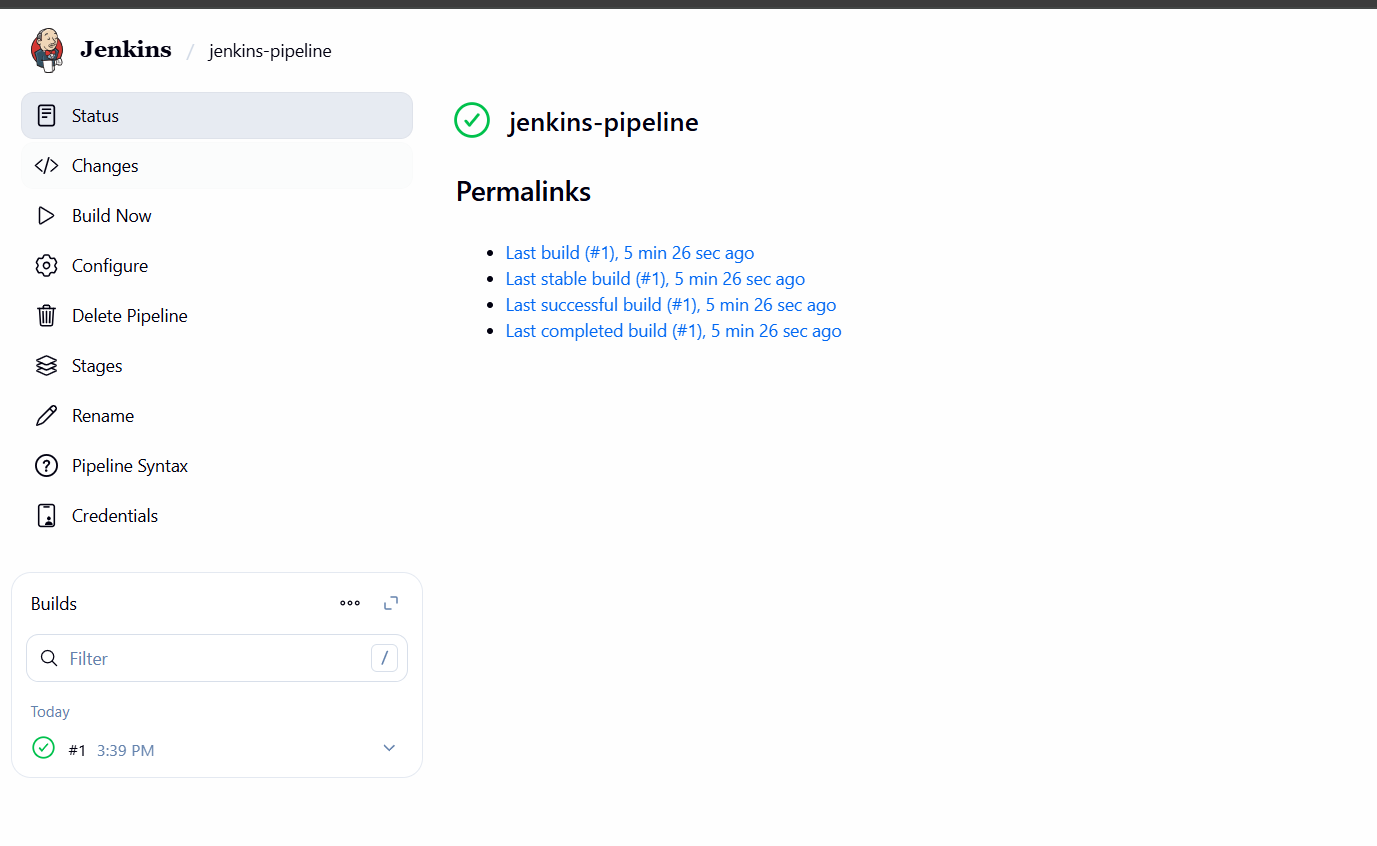 Jenkins / jenkins-pipeline
Status
Changes
Build Now
Configure
Delete Pipeline
Stages
Rename
Pipeline Syntax
Credentials
Builds
Filter /
Today
#1 3:39 PM
jenkins-pipeline
Permalinks
Last build (#1), 5 min 26 sec ago
Last stable build (#1), 5 min 26 sec ago
Last successful build (#1), 5 min 26 sec ago
Last completed build (#1), 5 min 26 sec ago